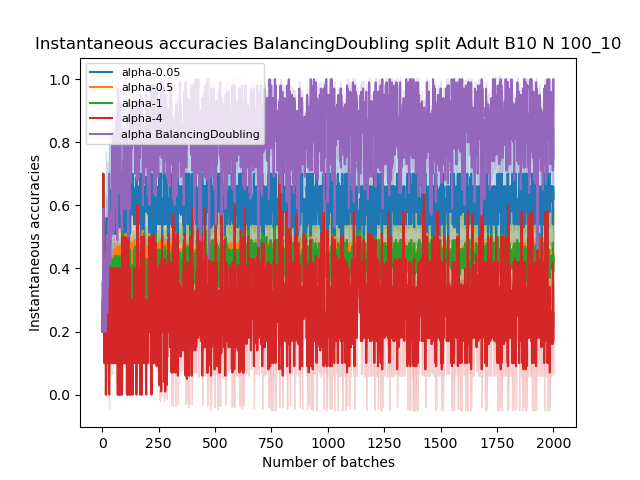 Instantaneous accuracies BalancingDoubling split Adult B10 N 100_10
alpha-0.05
alpha-0.5
alpha-1
alpha-4
alpha BalancingDoubling
1.0
0.8
0.6
0.4
0.2
0.0
Instantaneous accuracies
0 250 500 750 1000 1250 1500 1750 2000
Number of batches